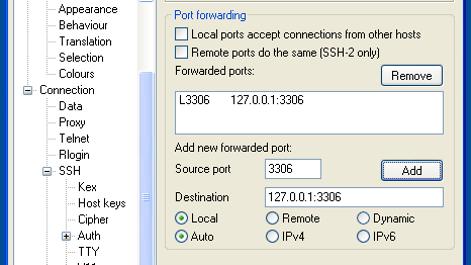 Appearance
Behaviour
Translation
Selection
Colours
Connection
Data
Proxy
Telnet
Rlogin
SSH
Kex
Host keys
Cipher
Auth
TTY
Port forwarding
Local ports accept connections from other hosts
Remote ports do the same (SSH-2 only)
Forwarded ports:
Remove
L3306 127.0.0.1:3306
Add new forwarded port:
Source port 3306 Add
Destination 127.0.0.1:3306
Local Remote Dynamic
Auto IPv4 IPv6